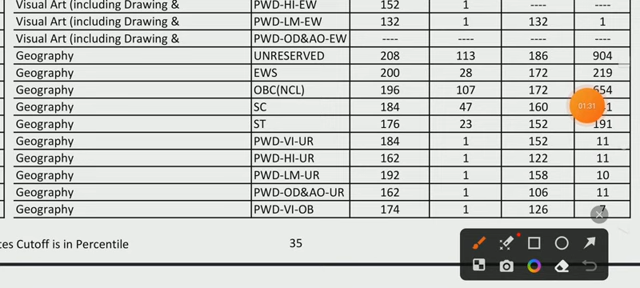 Visual Art (including Drawing & PWD-HI-EW 152 1 ---- ----
Visual Art (including Drawing & PWD-LM-EW 132 1 132 1
Visual Art (including Drawing & PWD-OD&AO-EW ---- ---- ---- ----
Geography UNRESERVED 208 113 186 904
Geography EWS 200 28 172 219
Geography OBC(NCL) 196 107 172 654
Geography SC 184 47 160
Geography ST 176 23 152 191
Geography PWD-VI-UR 184 1 152 11
Geography PWD-HI-UR 162 1 122 11
Geography PWD-LM-UR 192 1 158 10
Geography PWD-OD&AO-UR 162 1 106 11
Geography PWD-VI-OB 174 1 126 7
Cutoff is in Percentile 35
01:31